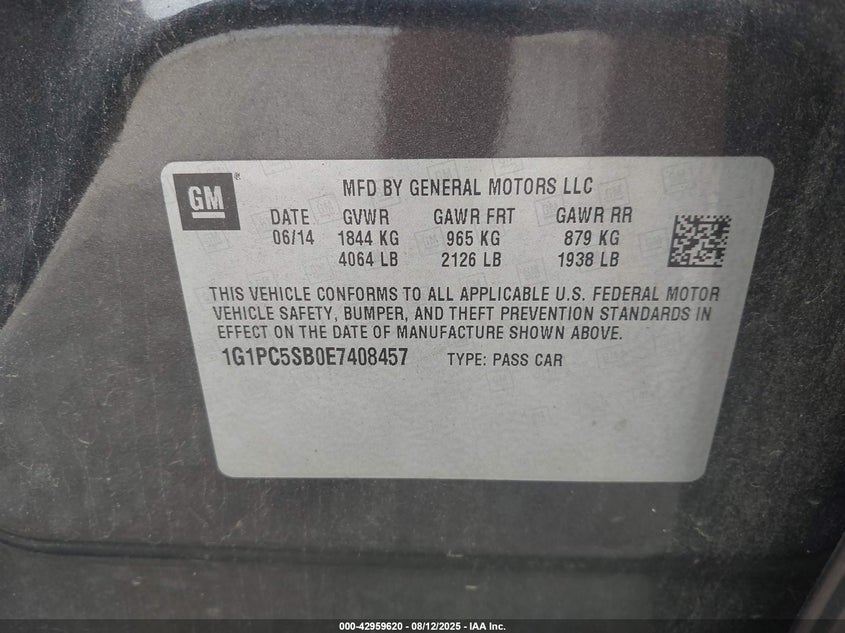 GM
MFD BY GENERAL MOTORS LLC
DATE GVWR GAWR FRT GAWR RR
06/14 1844 KG 965 KG 879 KG
4064 LB 2126 LB 1938 LB
THIS VEHICLE CONFORMS TO ALL APPLICABLE U.S. FEDERAL MOTOR
VEHICLE SAFETY, BUMPER, AND THEFT PREVENTION STANDARDS IN
EFFECT ON THE DATE OF MANUFACTURE SHOWN ABOVE.
1G1PC5SB0E7408457 TYPE: PASS CAR
000-42959620 - 08/12/2025 - IAA Inc.